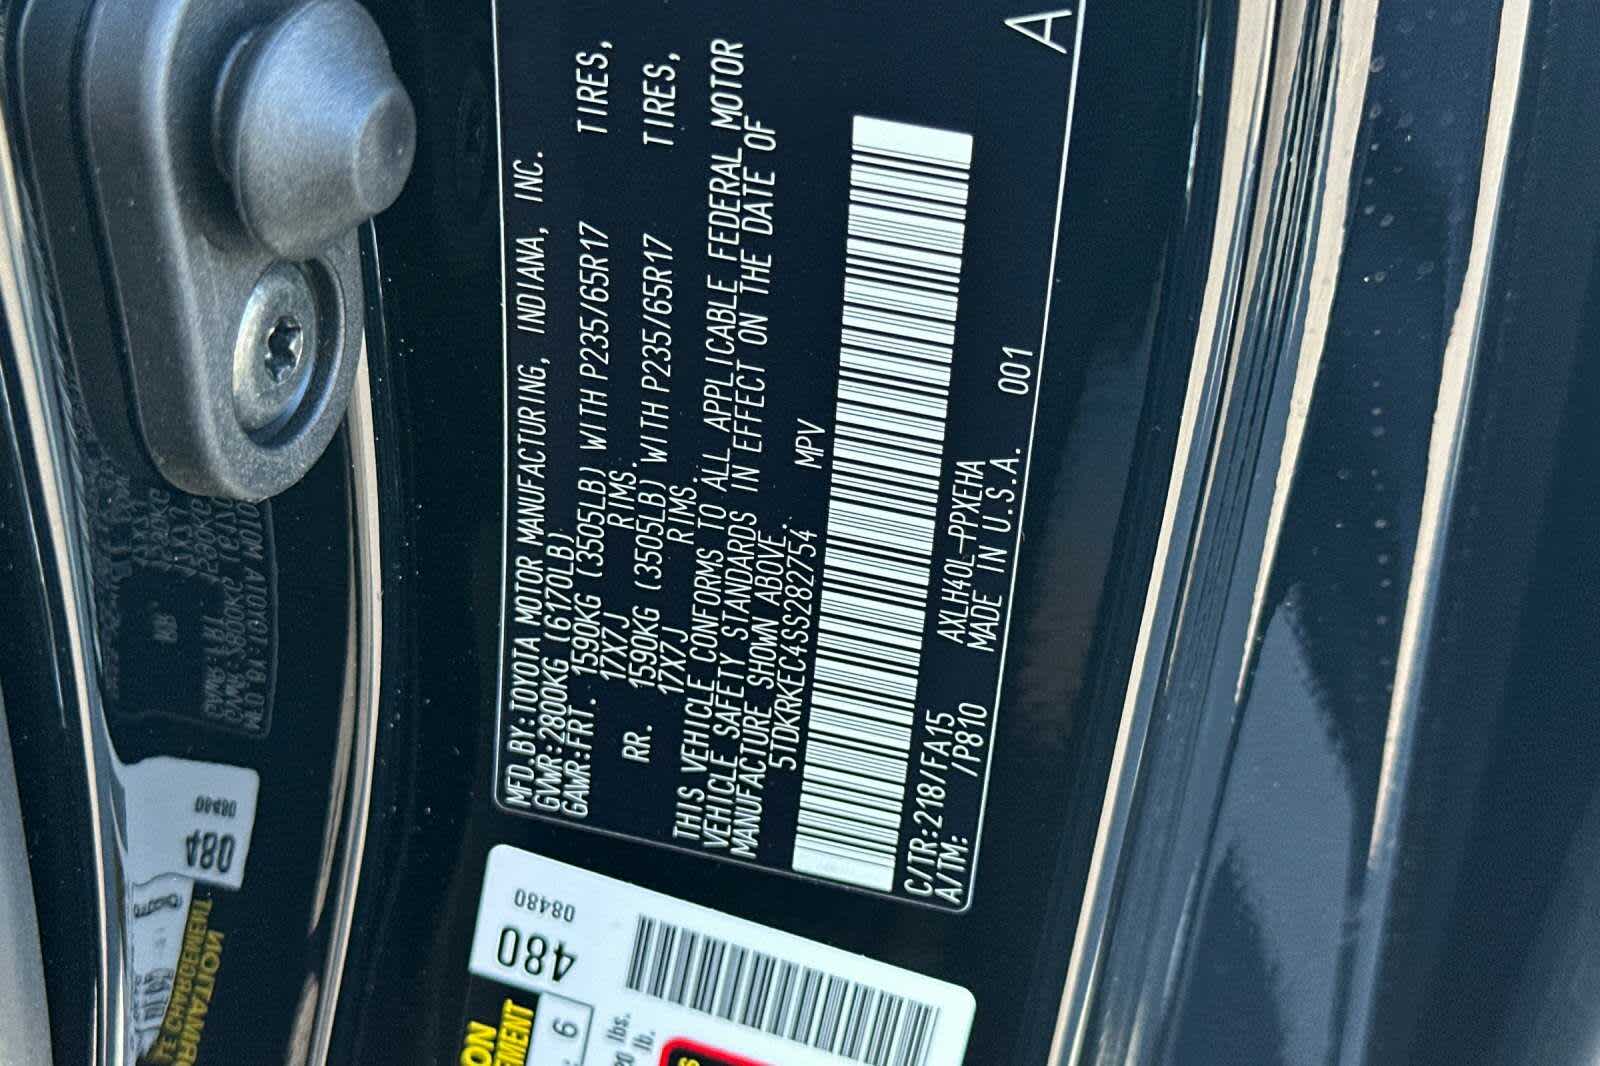 MFD.BY:TOYOTA MOTOR MANUFACTURING, INDIANA, INC.
GVWR:2800KG (6170LB)
GAWR:FRT. 1590KG (3505LB) WITH P235/65R17 TIRES,
17X7J RIMS.
RR. 1590KG (3505LB) WITH P235/65R17 TIRES,
17X7J RIMS.
THIS VEHICLE CONFORMS TO ALL APPLICABLE FEDERAL MOTOR
VEHICLE SAFETY STANDARDS IN EFFECT ON THE DATE OF
MANUFACTURE SHOWN ABOVE.
5TDKRKEC4SS282754 MPV
C/TR:218/FA15 AXLH40L-PPXEHA
A/TM: /P810 MADE IN U.S.A. 001
A
08480
480
6
lbs.
lb.